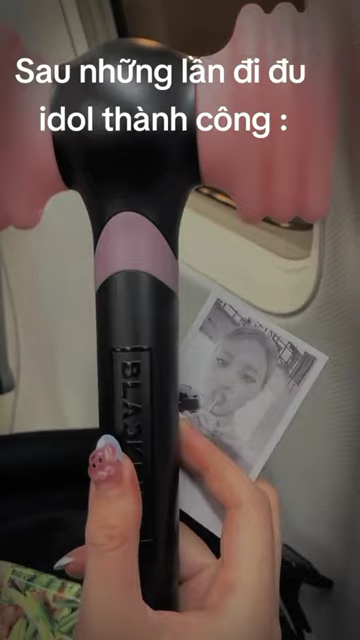 Sau những lần đi đu
idol thành công :